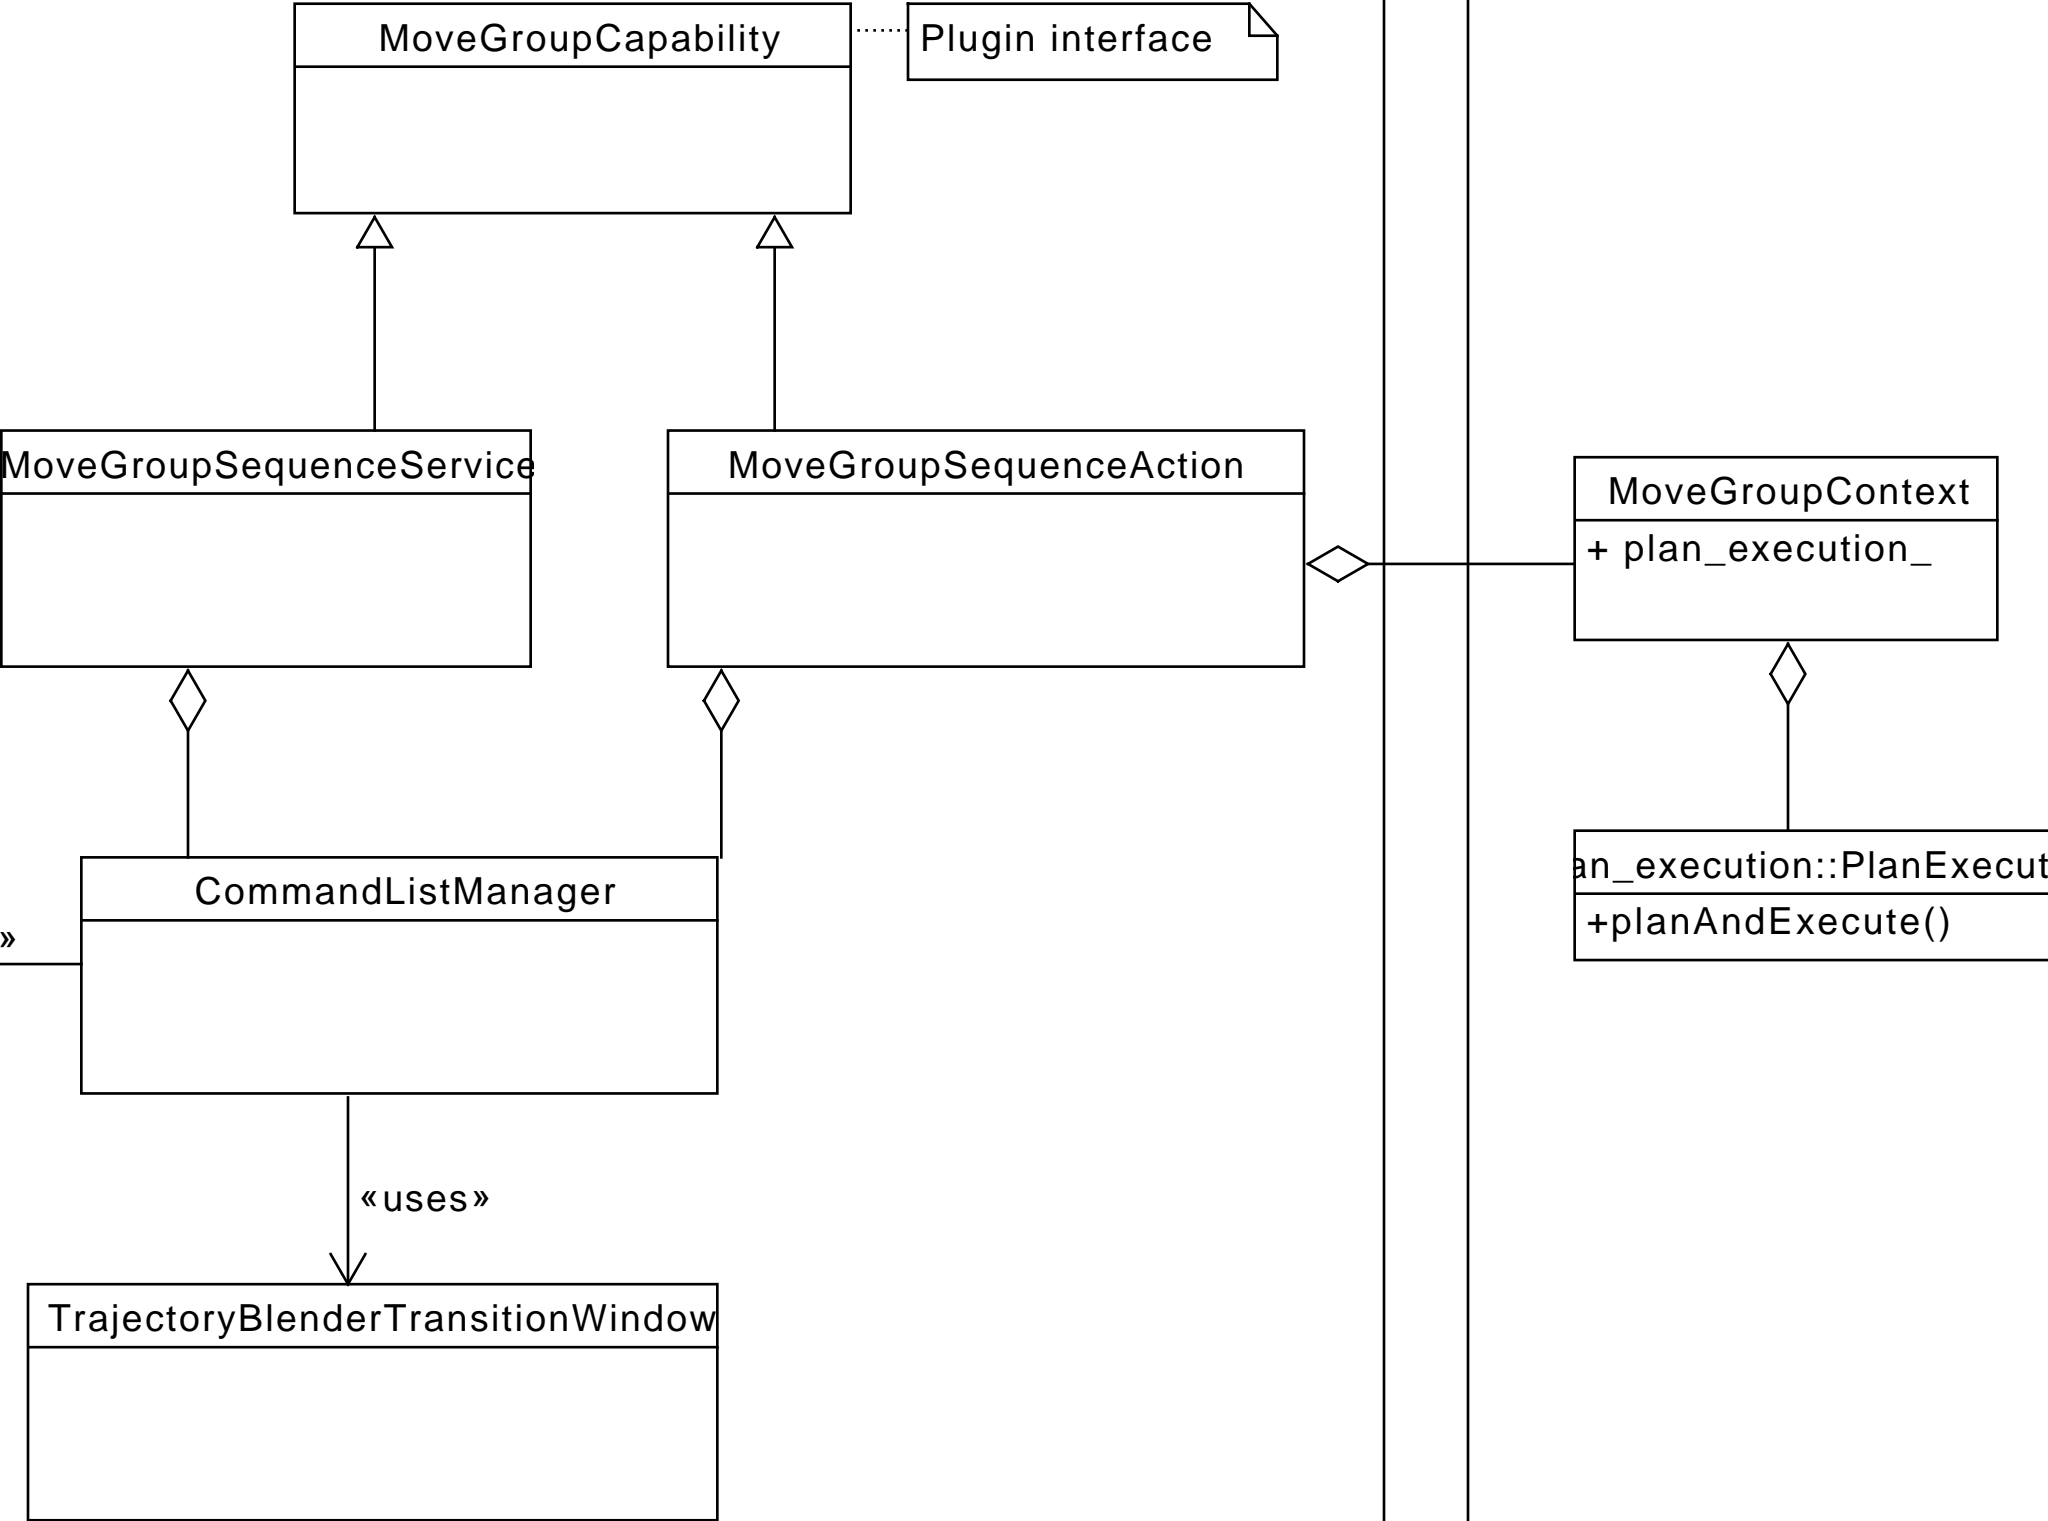 MoveGroupCapability
Plugin interface
MoveGroupSequenceService
MoveGroupSequenceAction
MoveGroupContext
+ plan_execution_
CommandListManager
an_execution::PlanExecut
+planAndExecute()
»
«uses»
TrajectoryBlenderTransitionWindow